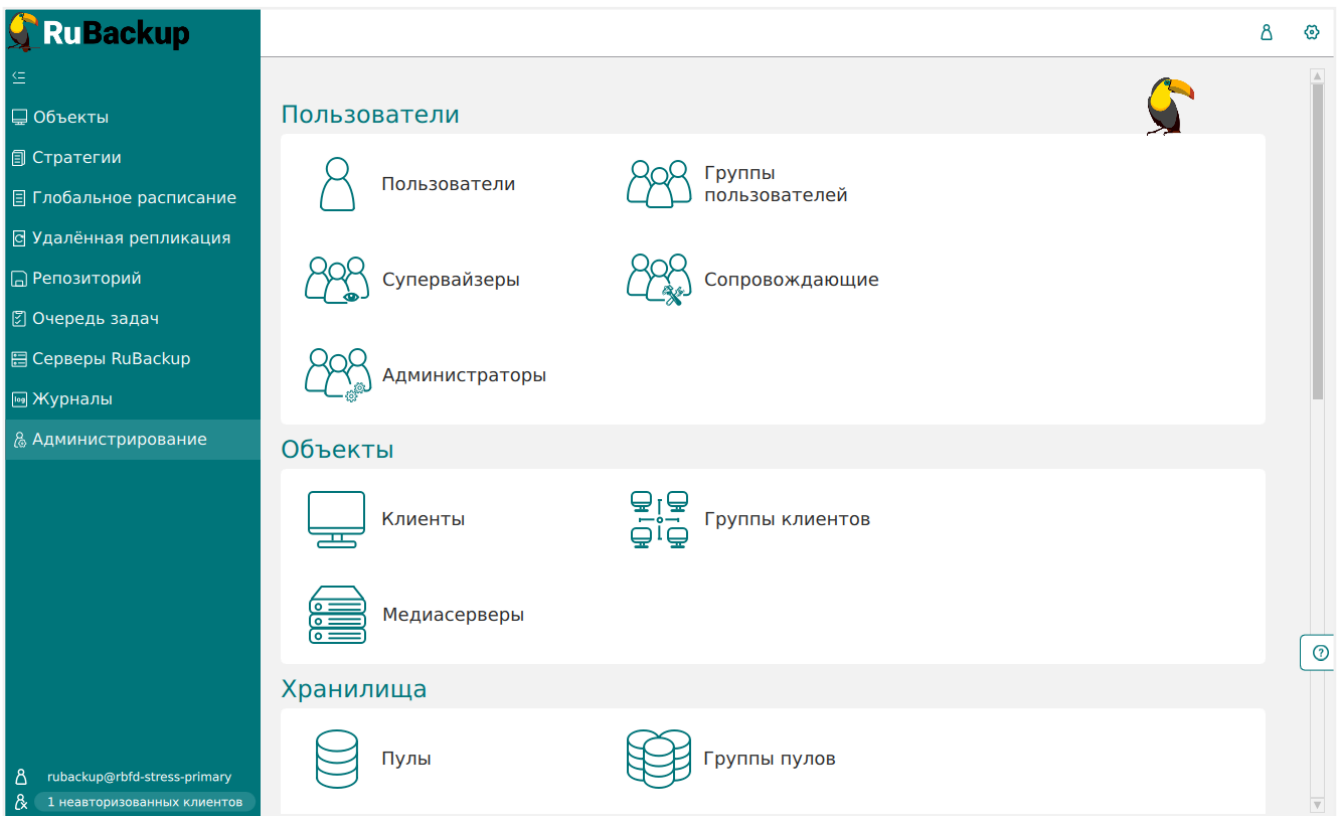 RuBackup
Объекты
Стратегии
Глобальное расписание
Удалённая репликация
Репозиторий
Очередь задач
Серверы RuBackup
log Журналы
Администрирование
rubackup@rbfd-stress-primary
1 неавторизованных клиентов
Пользователи
Пользователи
Группы
пользователей
Супервайзеры
Сопровождающие
Администраторы
Объекты
Клиенты
Группы клиентов
Медиасерверы
Хранилища
Пулы
Группы пулов
?